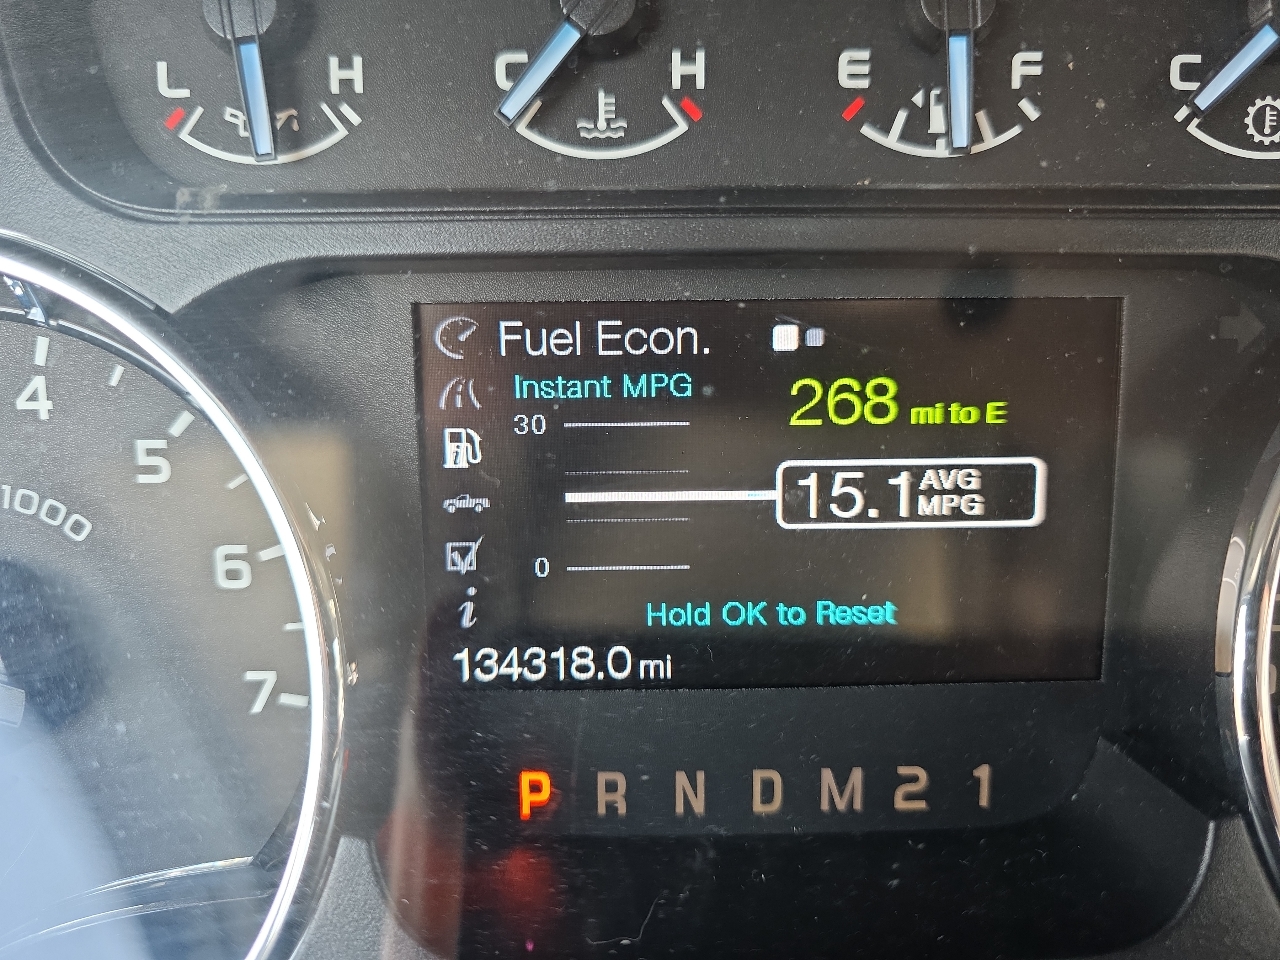 L H C H E F C
Fuel Econ.
Instant MPG
268 mi to E
30
15.1 AVG MPG
0
Hold OK to Reset
134318.0 mi
4
5
6
7
1000
P R N D M 2 1